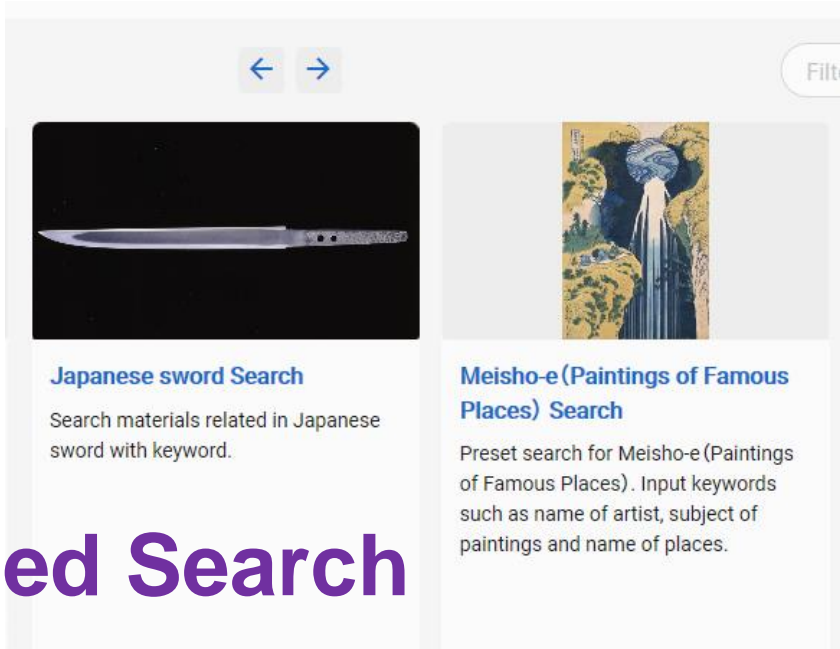 Japanese sword Search
Search materials related in Japanese
sword with keyword.
Meisho-e(Paintings of Famous
Places) Search
Preset search for Meisho-e(Paintings
of Famous Places). Input keywords
such as name of artist, subject of
paintings and name of places.
ed Search